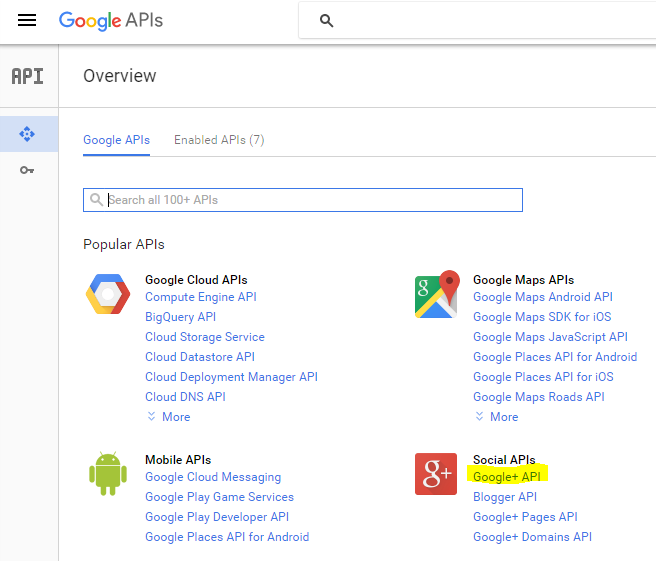 Google APIs
API
Overview
Google APIs
Enabled APIs (7)
Search all 100+ APIs
Popular APIs
Google Cloud APIs
Compute Engine API
BigQuery API
Cloud Storage Service
Cloud Datastore API
Cloud Deployment Manager API
Cloud DNS API
More
Google Maps APIs
Google Maps Android API
Google Maps SDK for iOS
Google Maps JavaScript API
Google Places API for Android
Google Places API for iOS
Google Maps Roads API
More
Mobile APIs
Google Cloud Messaging
Google Play Game Services
Google Play Developer API
Google Places API for Android
g+
Social APIs
Google+ API
Blogger API
Google+ Pages API
Google+ Domains API